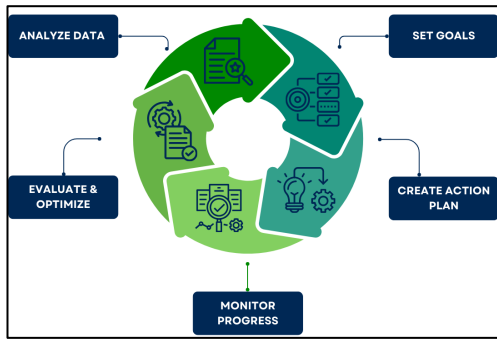 ANALYZE DATA
SET GOALS
EVALUATE &
OPTIMIZE
CREATE ACTION
PLAN
MONITOR
PROGRESS